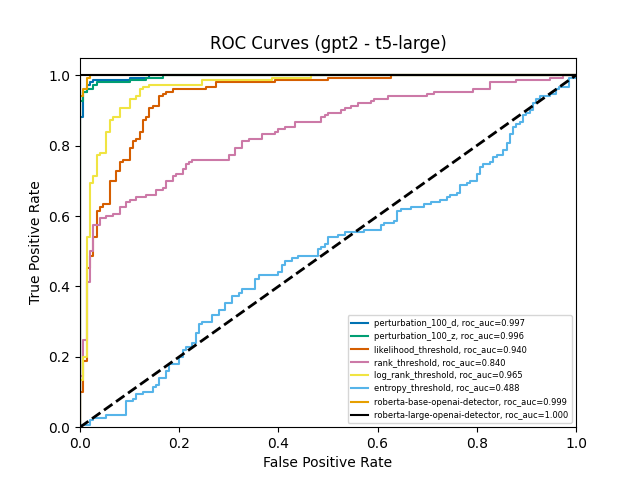 ROC Curves (gpt2 - t5-large)
True Positive Rate
1.0
0.8
0.6
0.4
0.2
0.0
perturbation_100_d, roc_auc=0.997
perturbation_100_z, roc_auc=0.996
likelihood_threshold, roc_auc=0.940
rank_threshold, roc_auc=0.840
log_rank_threshold, roc_auc=0.965
entropy_threshold, roc_auc=0.488
roberta-base-openai-detector, roc_auc=0.999
roberta-large-openai-detector, roc_auc=1.000
0.0 0.2 0.4 0.6 0.8 1.0
False Positive Rate